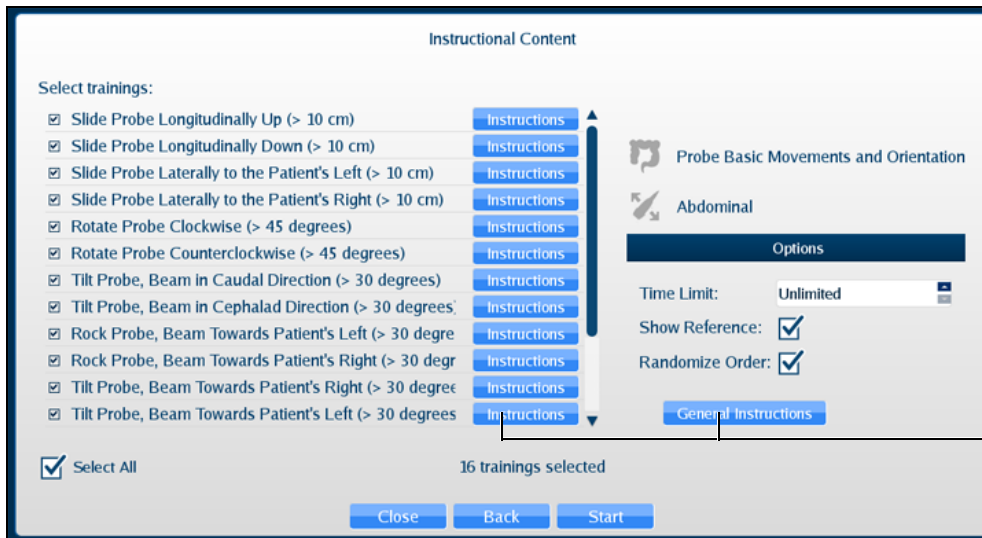 Instructional Content
Select trainings:
Slide Probe Longitudinally Up (> 10 cm) Instructions
Slide Probe Longitudinally Down (> 10 cm) Instructions
Slide Probe Laterally to the Patient's Left (> 10 cm) Instructions
Slide Probe Laterally to the Patient's Right (> 10 cm) Instructions
Rotate Probe Clockwise (> 45 degrees) Instructions
Rotate Probe Counterclockwise (> 45 degrees) Instructions
Tilt Probe, Beam in Caudal Direction (> 30 degrees) Instructions
Tilt Probe, Beam in Cephalad Direction (> 30 degrees) Instructions
Rock Probe, Beam Towards Patient's Left (> 30 degre Instructions
Rock Probe, Beam Towards Patient's Right (> 30 degr Instructions
Tilt Probe, Beam Towards Patient's Right (> 30 degree Instructions
Tilt Probe, Beam Towards Patient's Left (> 30 degrees Instructions
Select All
16 trainings selected
Probe Basic Movements and Orientation
Abdominal
Options
Time Limit: Unlimited
Show Reference:
Randomize Order:
General Instructions
Close Back Start